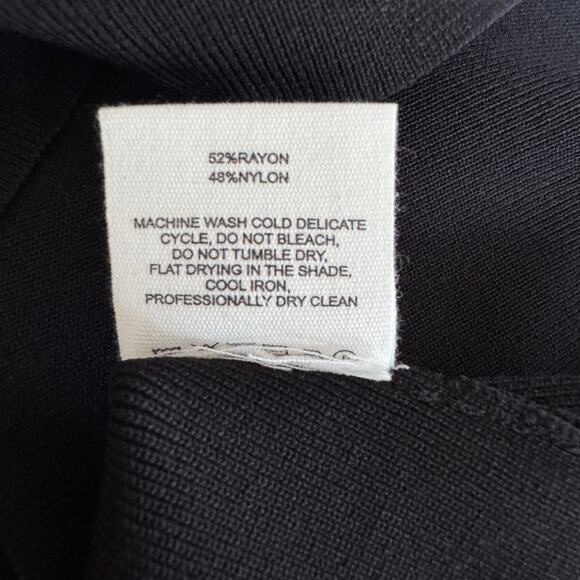 52%RAYON
48%NYLON
MACHINE WASH COLD DELICATE
CYCLE, DO NOT BLEACH,
DO NOT TUMBLE DRY,
FLAT DRYING IN THE SHADE,
COOL IRON,
PROFESSIONALLY DRY CLEAN